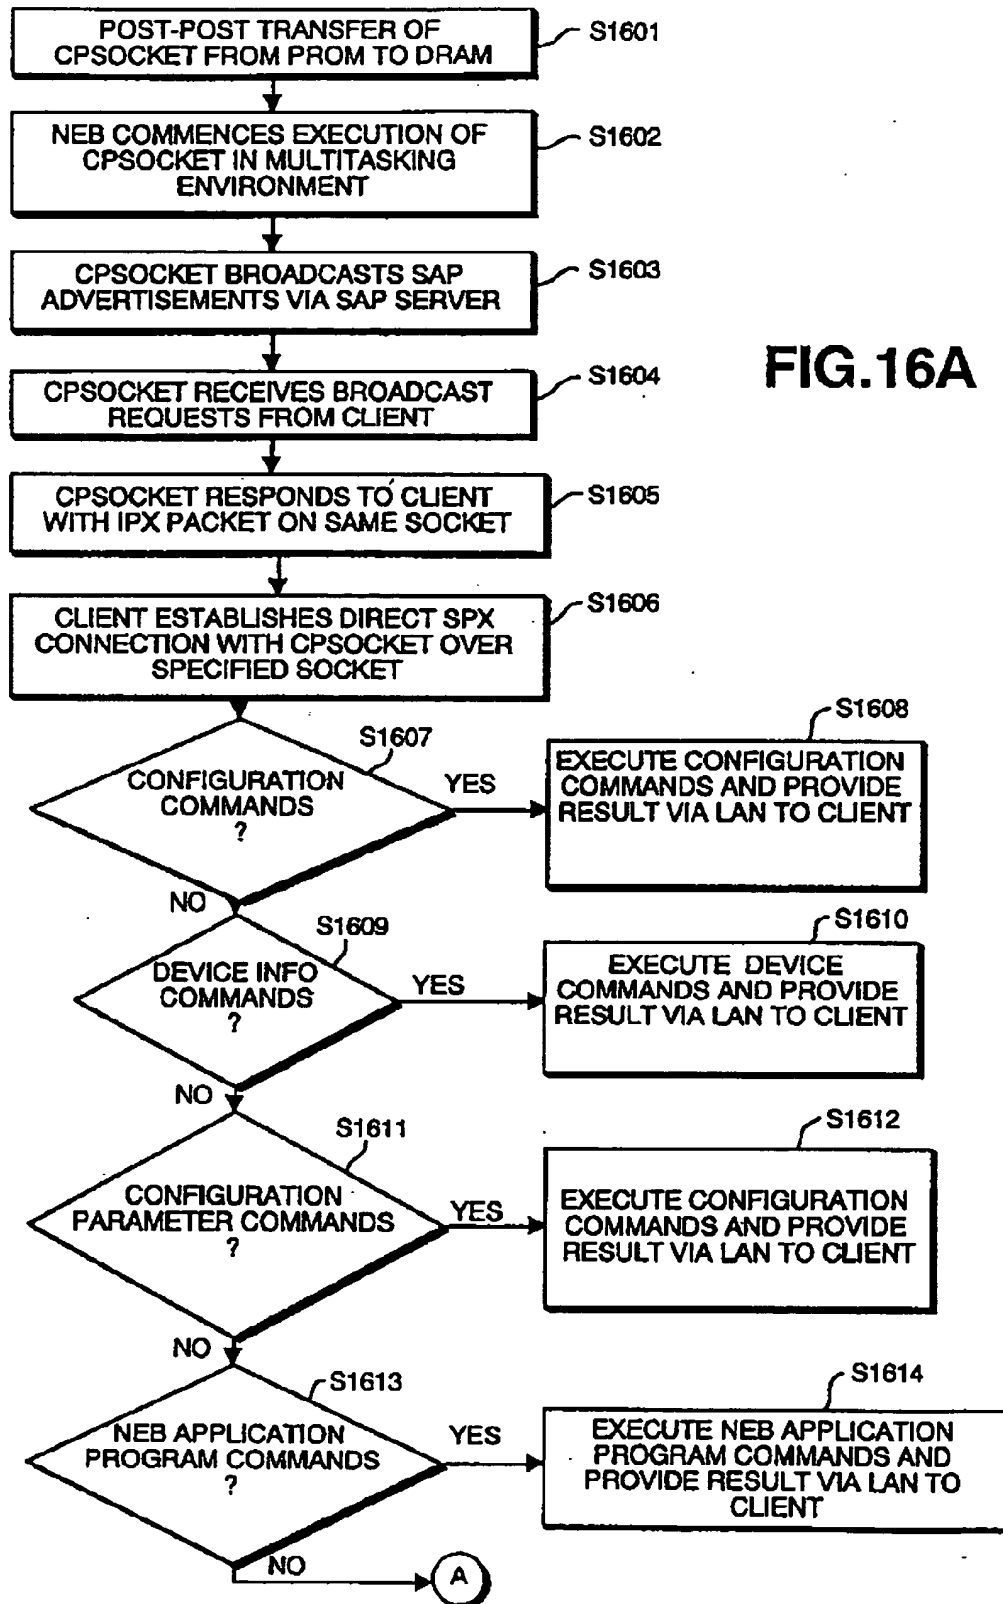 POST-POST TRANSFER OF
CPSOCKET FROM PROM TO DRAM
S1601
NEB COMMENCES EXECUTION OF
CPSOCKET IN MULTITASKING
ENVIRONMENT
S1602
CPSOCKET BROADCASTS SAP
ADVERTISEMENTS VIA SAP SERVER
S1603
FIG.16A
CPSOCKET RECEIVES BROADCAST
REQUESTS FROM CLIENT
S1604
CPSOCKET RESPONDS TO CLIENT
WITH IPX PACKET ON SAME SOCKET
S1605
CLIENT ESTABLISHES DIRECT SPX
CONNECTION WITH CPSOCKET OVER
SPECIFIED SOCKET
S1606
S1607
CONFIGURATION
COMMANDS
?
YES
NO
S1608
EXECUTE CONFIGURATION
COMMANDS AND PROVIDE
RESULT VIA LAN TO CLIENT
S1609
DEVICE INFO
COMMANDS
?
YES
NO
S1610
EXECUTE DEVICE
COMMANDS AND PROVIDE
RESULT VIA LAN TO CLIENT
S1611
CONFIGURATION
PARAMETER COMMANDS
?
YES
NO
S1612
EXECUTE CONFIGURATION
COMMANDS AND PROVIDE
RESULT VIA LAN TO CLIENT
S1613
NEB APPLICATION
PROGRAM COMMANDS
?
YES
NO
S1614
EXECUTE NEB APPLICATION
PROGRAM COMMANDS AND
PROVIDE RESULT VIA LAN TO
CLIENT
A